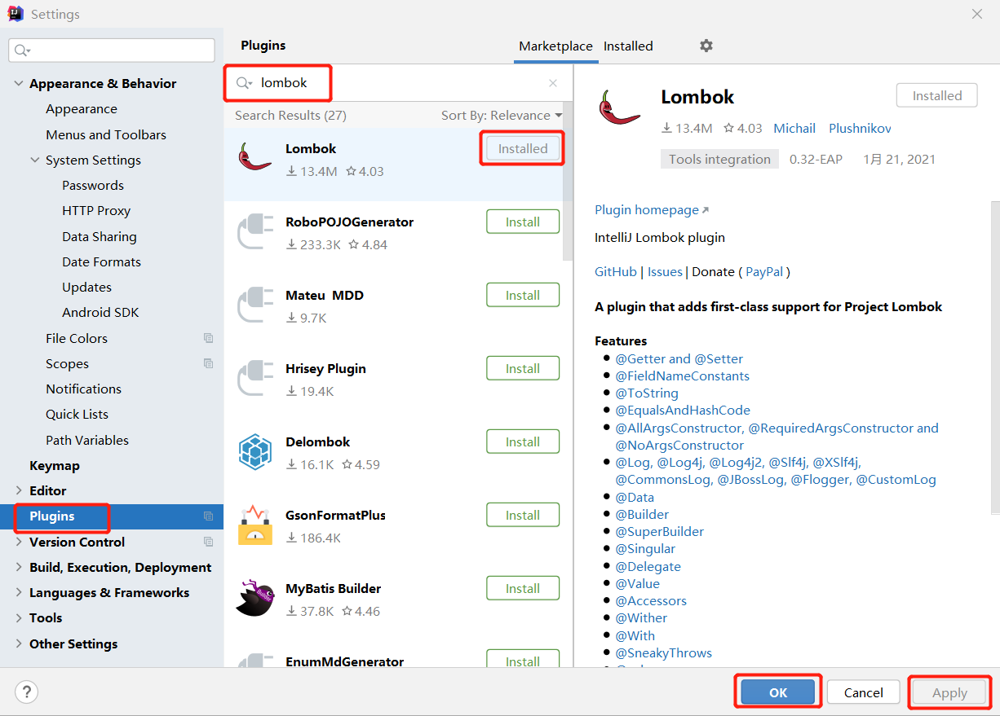 Settings
Appearance & Behavior
Appearance
Menus and Toolbars
System Settings
Passwords
HTTP Proxy
Data Sharing
Date Formats
Updates
Android SDK
File Colors
Scopes
Notifications
Quick Lists
Path Variables
Keymap
Editor
Plugins
Version Control
Build, Execution, Deployment
Languages & Frameworks
Tools
Other Settings
Plugins
Marketplace Installed
lombok
Search Results (27) Sort By: Relevance
Lombok Installed
13.4M 4.03
RoboPOJOGenerator Install
233.3K 4.84
Mateu MDD Install
9.7K
Hrisey Plugin Install
19.4K
Delombok Install
16.1K 4.59
GsonFormatPlus Install
186.4K
Builder
MyBatis Builder Install
37.8K 4.46
EnumMdGenerator Install
Lombok Installed
13.4M 4.03 Michail Plushnikov
Tools integration 0.32-EAP 1月 21, 2021
Plugin homepage
IntelliJ Lombok plugin
GitHub | Issues | Donate ( PayPal )
A plugin that adds first-class support for Project Lombok
Features
@Getter and @Setter
@FieldNameConstants
@ToString
@EqualsAndHashCode
@AllArgsConstructor, @RequiredArgsConstructor and
@NoArgsConstructor
@Log, @Log4j, @Log4j2, @Slf4j, @XSlf4j,
@CommonsLog, @JBossLog, @Flogger, @CustomLog
@Data
@Builder
@SuperBuilder
@Singular
@Delegate
@Value
@Accessors
@Wither
@With
@SneakyThrows
? OK Cancel Apply